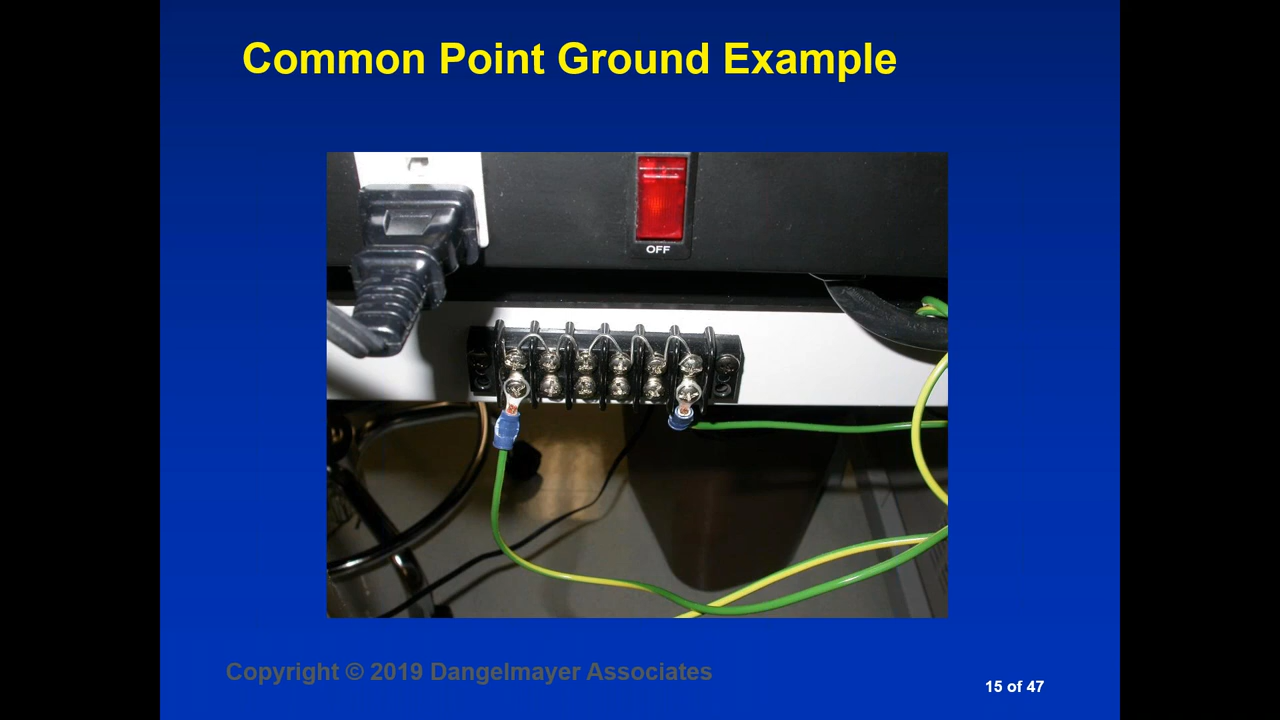 Common Point Ground Example
OFF
Copyright © 2019 Dangelmayer Associates
15 of 47